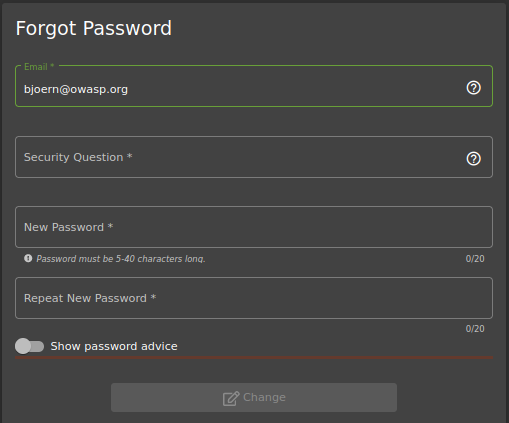 Forgot Password
Email *
bjoern@owasp.org
Security Question *
New Password *
Password must be 5-40 characters long. 0/20
Repeat New Password *
0/20
Show password advice
Change